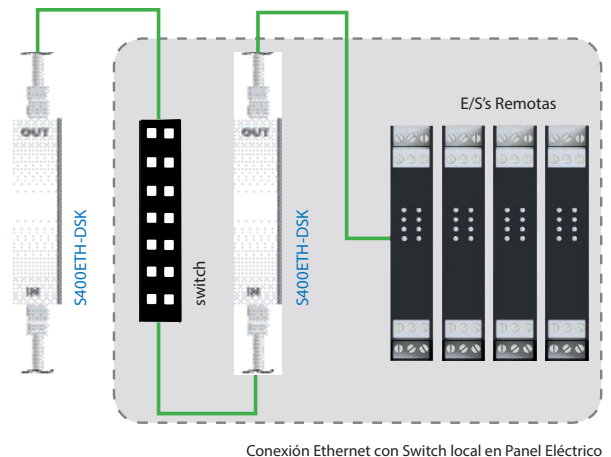 OUT
IN
S400ETH-DSK
switch
OUT
IN
S400ETH-DSK
E/S's Remotas
Conexión Ethernet con Switch local en Panel Eléctrico